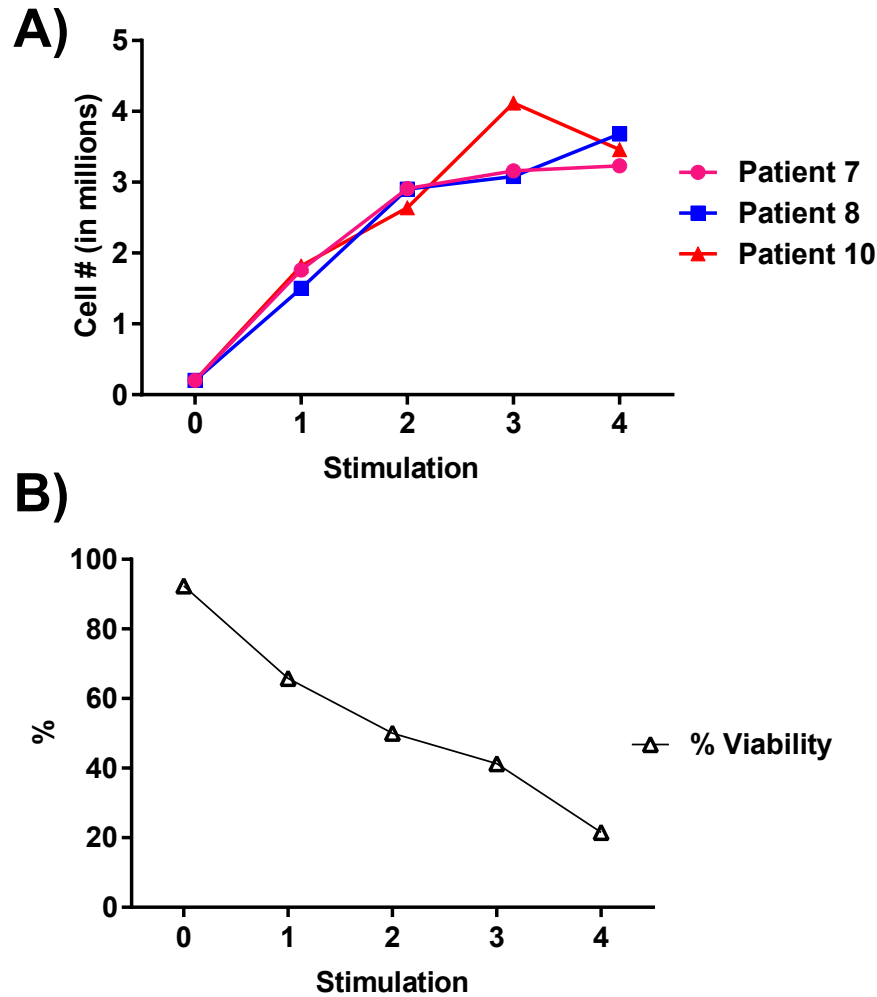 A)
Cell # (in millions)
5
4
3
2
1
0
0 1 2 3 4
Stimulation
Patient 7
Patient 8
Patient 10
B)
%
100
80
60
40
20
0
0 1 2 3 4
Stimulation
% Viability